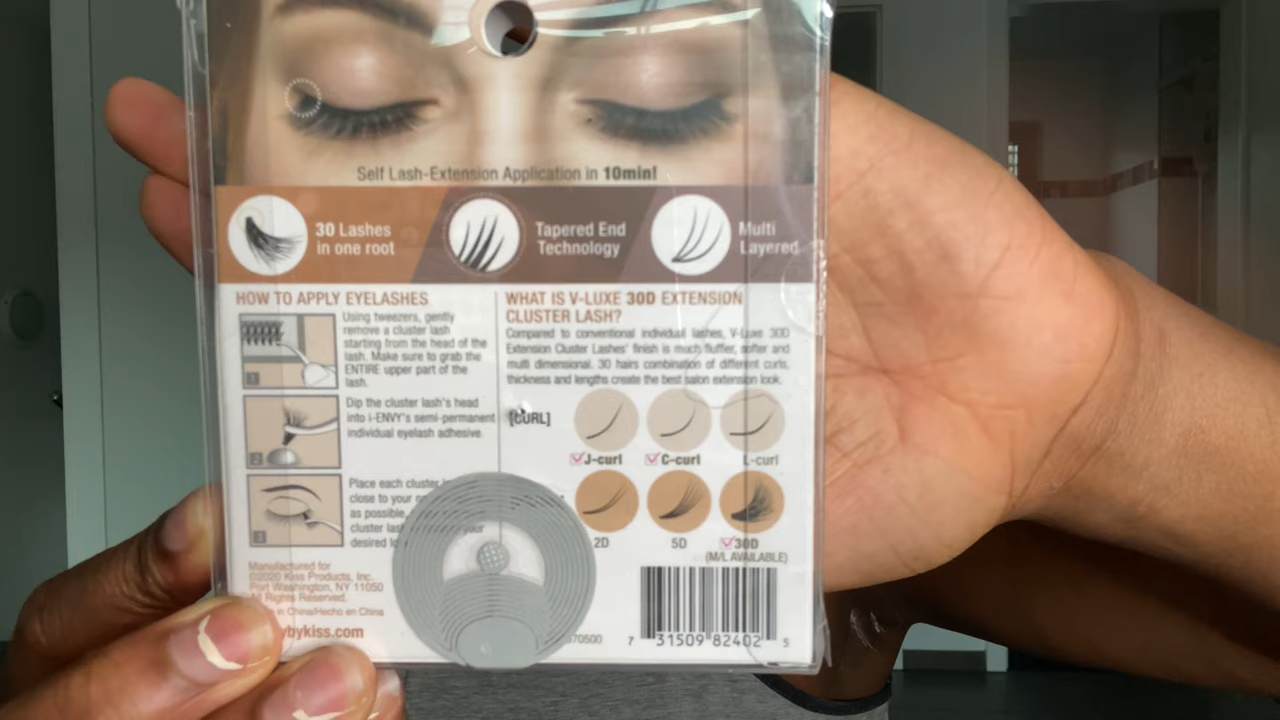 Self Lash-Extension Application in 10min!
30 Lashes
in one root
Tapered End
Technology
Multi
Layered
HOW TO APPLY EYELASHES
1
Using tweezers, gently
remove a cluster lash
starting from the head of the
lash. Make sure to grab the
ENTIRE upper part of the
lash.
2
Dip the cluster lash's head
into i-ENVY's semi-permanent
individual eyelash adhesive.
3
Place each cluster
close to your
as possible,
cluster
desired
WHAT IS V-LUXE 30D EXTENSION
CLUSTER LASH?
Compared to conventional individual lashes, V-Luxe 30D
Extension Cluster Lashes' finish is much fluffier, softer and
multi dimensional. 30 hairs combination of different curls,
thickness and lengths create the best salon extension look.
[CURL]
J-curl
C-curl
L-curl
2D
5D
30D
(M/L AVAILABLE)
Manufactured for
©2020 Kiss Products, Inc.
Port Washington, NY 11050
All Rights Reserved.
in China/Hecho en China
ybykiss.com
70500
7 31509 82402 5